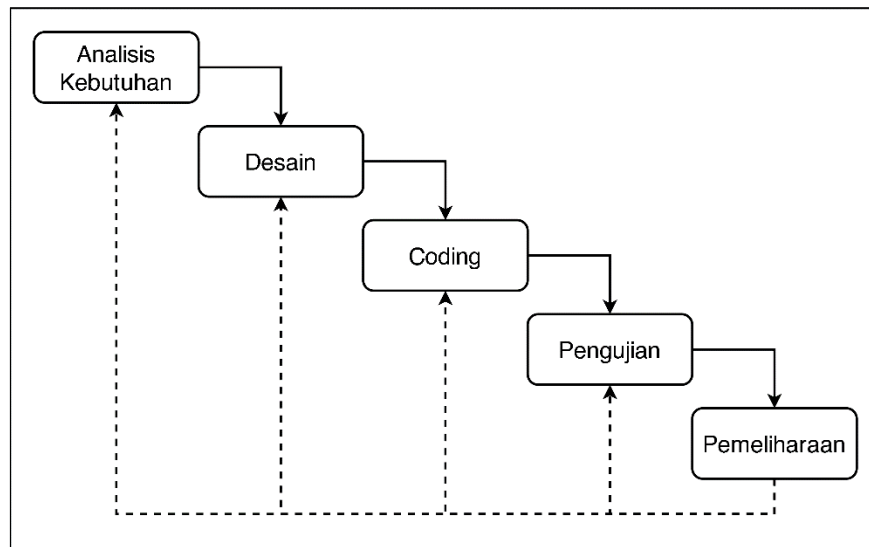 Analisis
Kebutuhan
Desain
Coding
Pengujian
Pemeliharaan